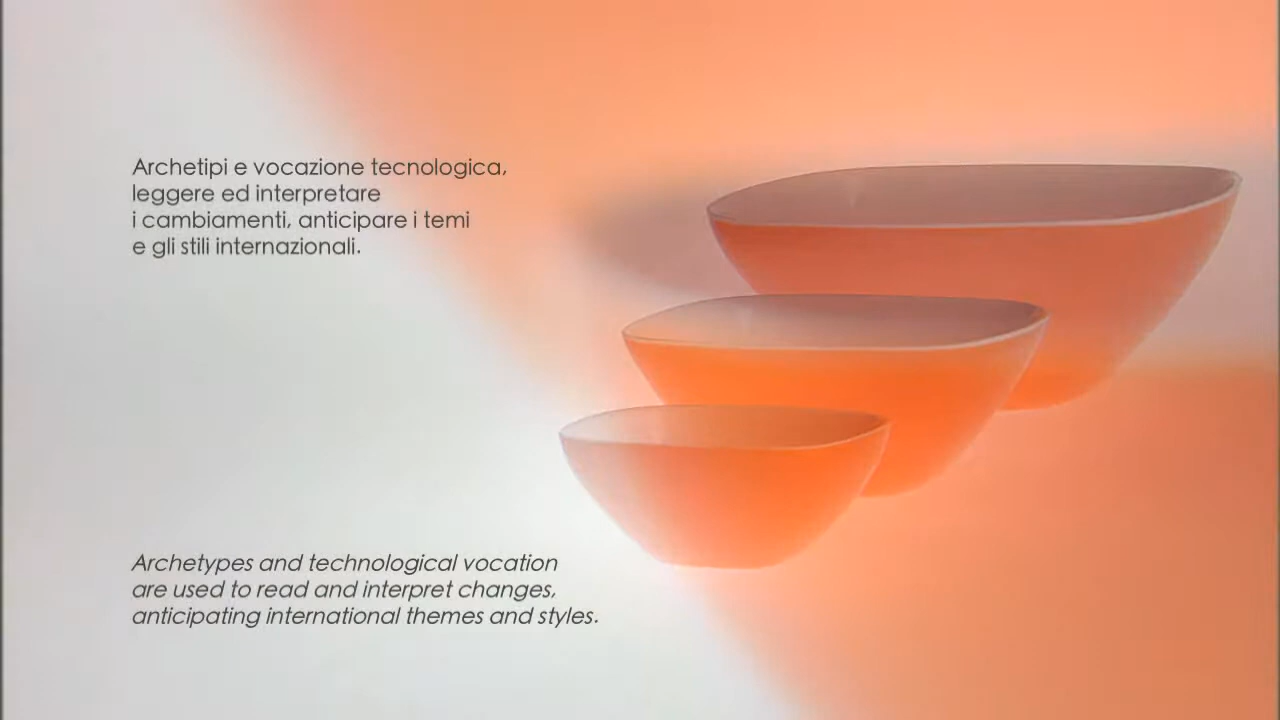 Archetipi e vocazione tecnologica,
leggere ed interpretare
i cambiamenti, anticipare i temi
e gli stili internazionali.
Archetypes and technological vocation
are used to read and interpret changes,
anticipating international themes and styles.